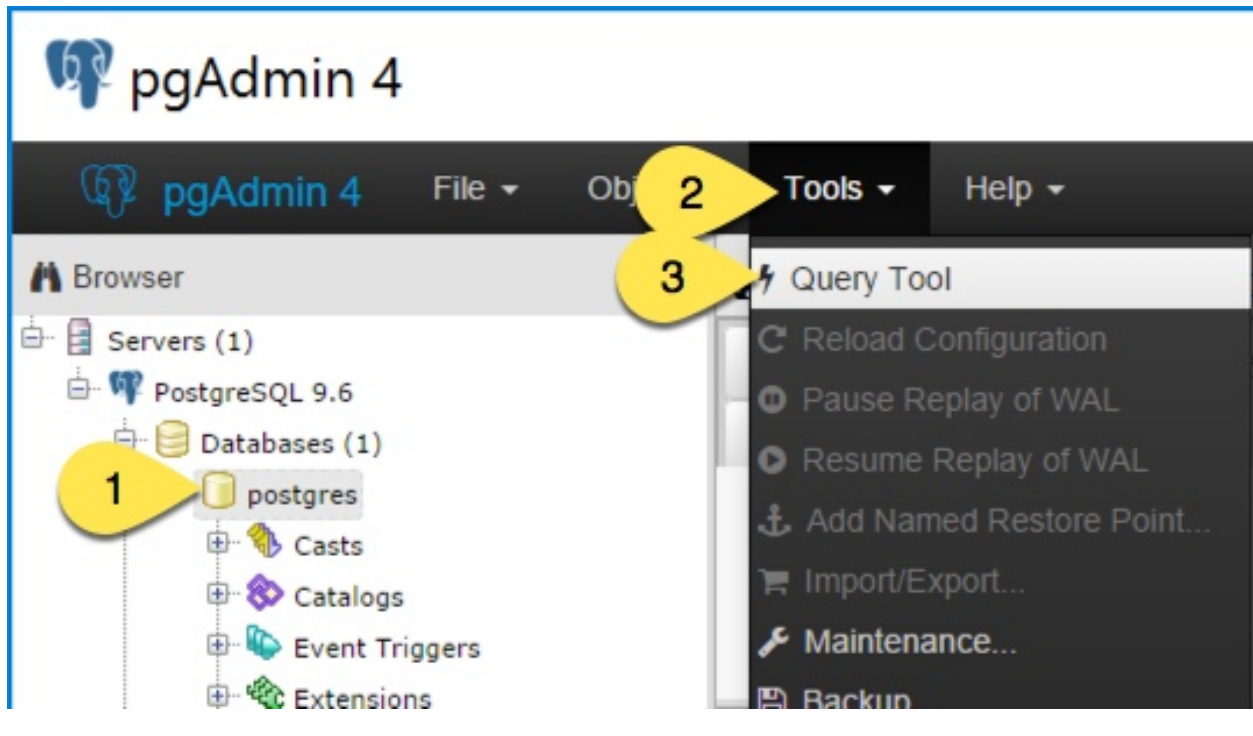 pgAdmin 4
pgAdmin 4 File Obj 2 Tools Help
Browser
3 Query Tool
Servers (1)
Reload Configuration
PostgreSQL 9.6
Pause Replay of WAL
Databases (1)
Resume Replay of WAL
1 postgres
Add Named Restore Point...
Casts
Import/Export...
Catalogs
Maintenance...
Event Triggers
Backup
Extensions